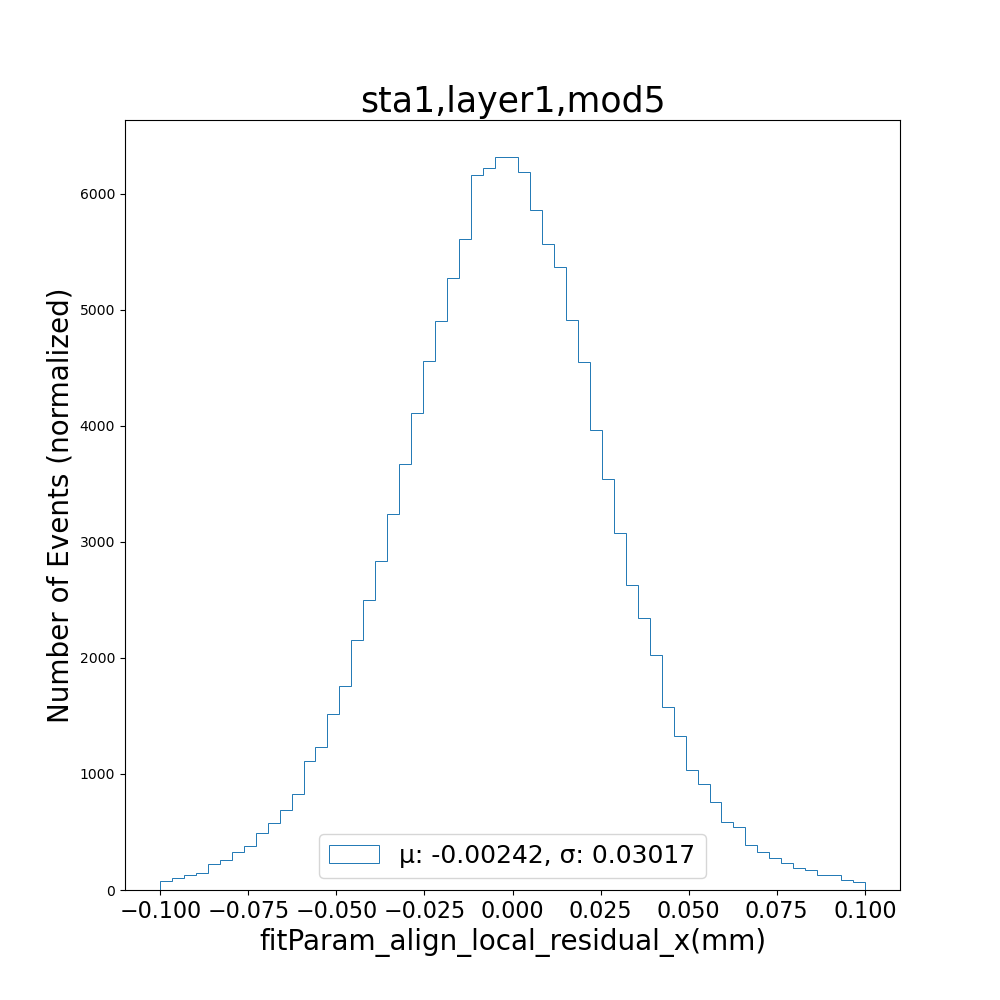 sta1,layer1,mod5
Number of Events (normalized)
6000
5000
4000
3000
2000
1000
0
μ: -0.00242, σ: 0.03017
−0.100 −0.075 −0.050 −0.025 0.000 0.025 0.050 0.075 0.100
fitParam_align_local_residual_x(mm)